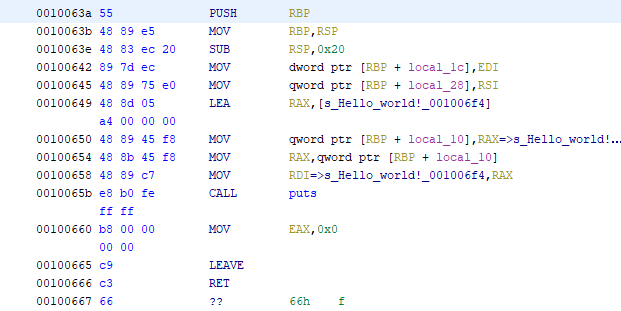 0010063a 55 PUSH RBP
0010063b 48 89 e5 MOV RBP,RSP
0010063e 48 83 ec 20 SUB RSP,0x20
00100642 89 7d ec MOV dword ptr [RBP + local_1c],EDI
00100645 48 89 75 e0 MOV qword ptr [RBP + local_28],RSI
00100649 48 8d 05 LEA RAX,[s_Hello_world!_001006f4]
a4 00 00 00
00100650 48 89 45 f8 MOV qword ptr [RBP + local_10],RAX=>s_Hello_world!...
00100654 48 8b 45 f8 MOV RAX,qword ptr [RBP + local_10]
00100658 48 89 c7 MOV RDI=>s_Hello_world!_001006f4,RAX
0010065b e8 b0 fe CALL puts
ff ff
00100660 b8 00 00 MOV EAX,0x0
00 00
00100665 c9 LEAVE
00100666 c3 RET
00100667 66 ?? 66h f